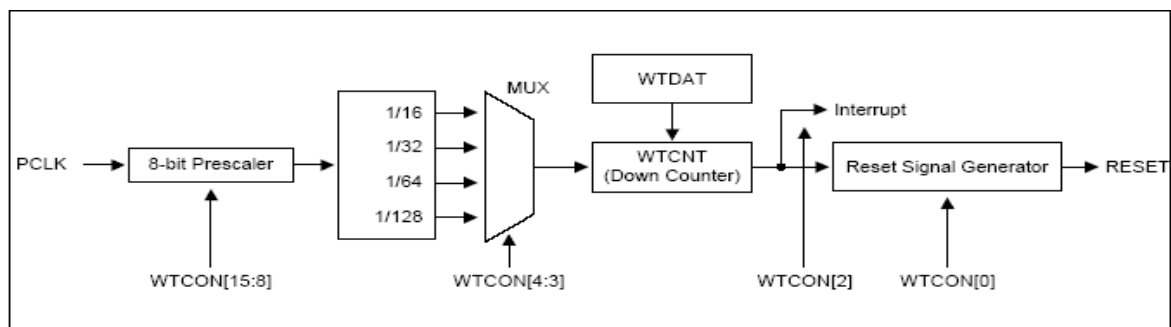 WTDAT
MUX
1/16
Interrupt
PCLK
8-bit Prescaler
1/32
WTCNT
(Down Counter)
Reset Signal Generator
RESET
1/64
1/128
WTCON[15:8]
WTCON[4:3]
WTCON[2]
WTCON[0]